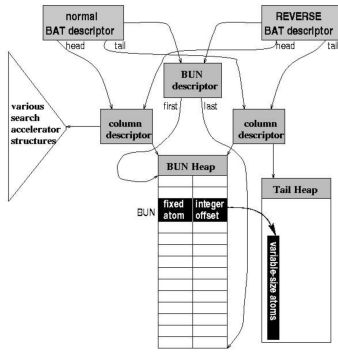 normal
BAT descriptor
head
tail
REVERSE
BAT descriptor
head
tail
BUN
descriptor
first
last
various
search
accelerator
structures
column
descriptor
column
descriptor
BUN Heap
Tail Heap
BUN
fixed
atom
integer
offset
variable-size atoms